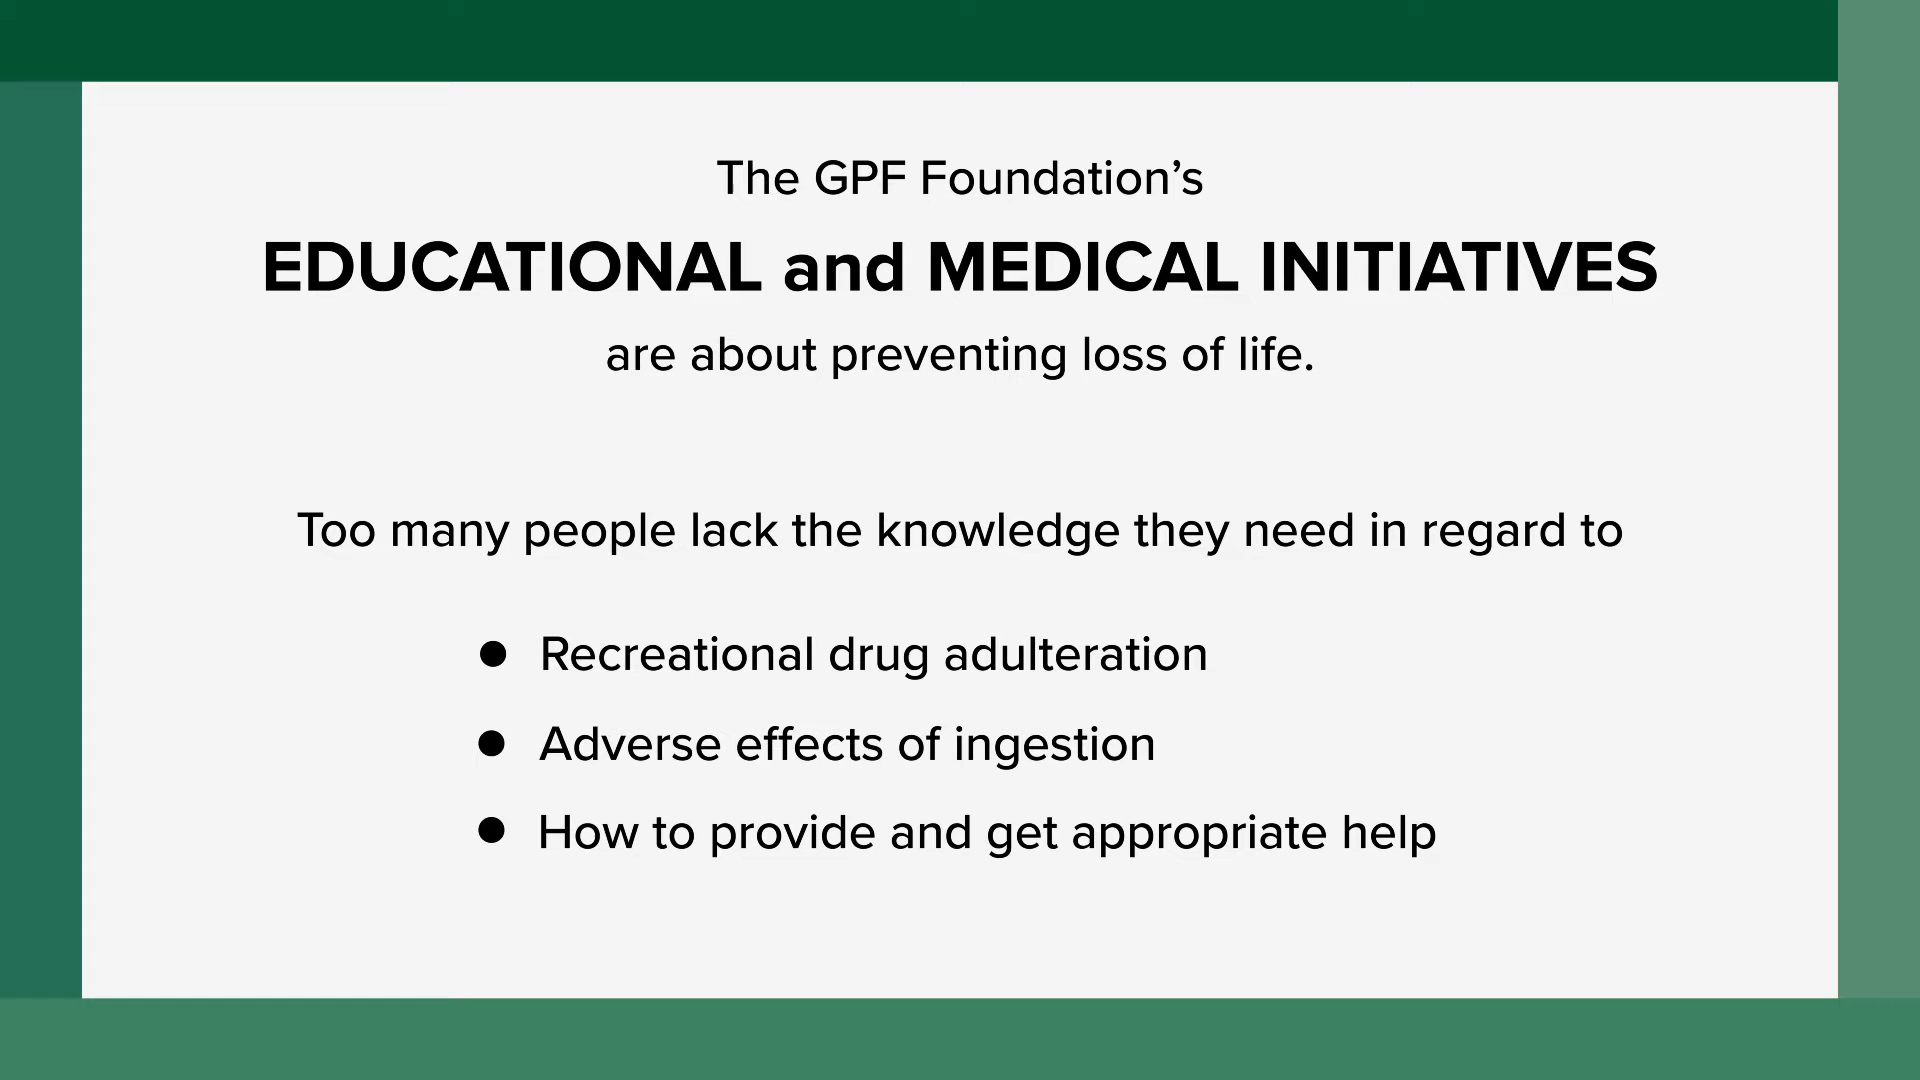 The GPF Foundation’s
EDUCATIONAL and MEDICAL INITIATIVES
are about preventing loss of life.
Too many people lack the knowledge they need in regard to
● Recreational drug adulteration
● Adverse effects of ingestion
● How to provide and get appropriate help